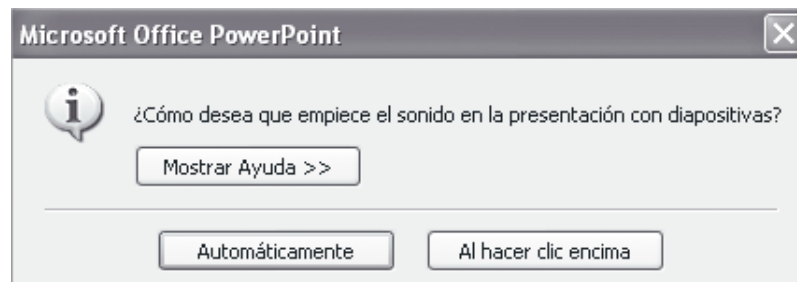 Microsoft Office PowerPoint
¿Cómo desea que empiece el sonido en la presentación con diapositivas?
Mostrar Ayuda >>
Automáticamente
Al hacer clic encima